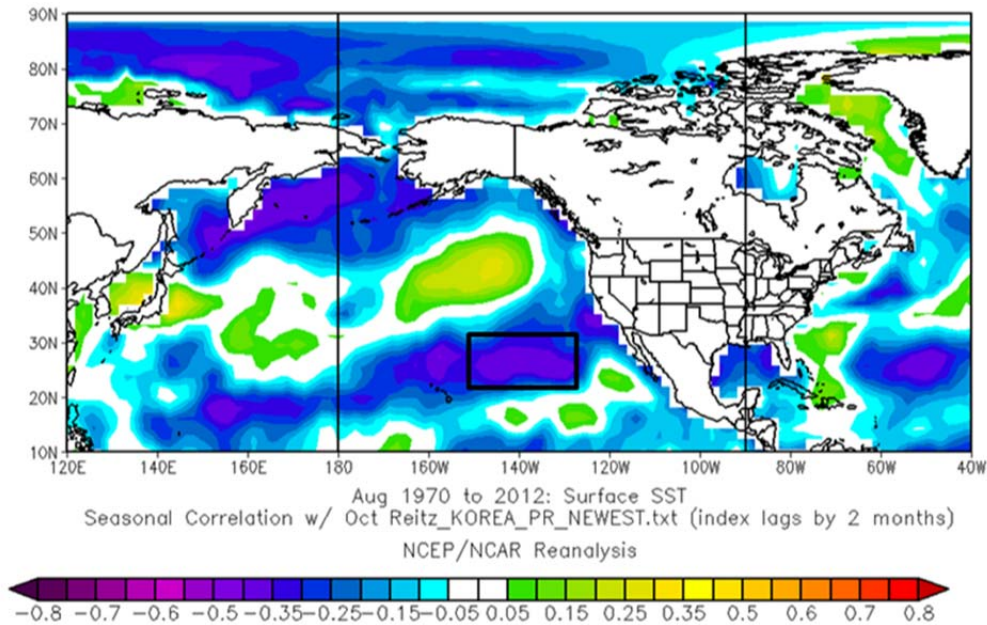 90N
80N
70N
60N
50N
40N
30N
20N
10N
120E 140E 160E 180 160W 140W 120W 100W 80W 60W 40W
Aug 1970 to 2012: Surface SST
Seasonal Correlation w/ Oct Reitz_KOREA_PR_NEWEST.txt (index lags by 2 months)
NCEP/NCAR Reanalysis
-0.8 -0.7 -0.6 -0.5 -0.35 -0.25 -0.15 -0.05 0.05 0.15 0.25 0.35 0.5 0.6 0.7 0.8